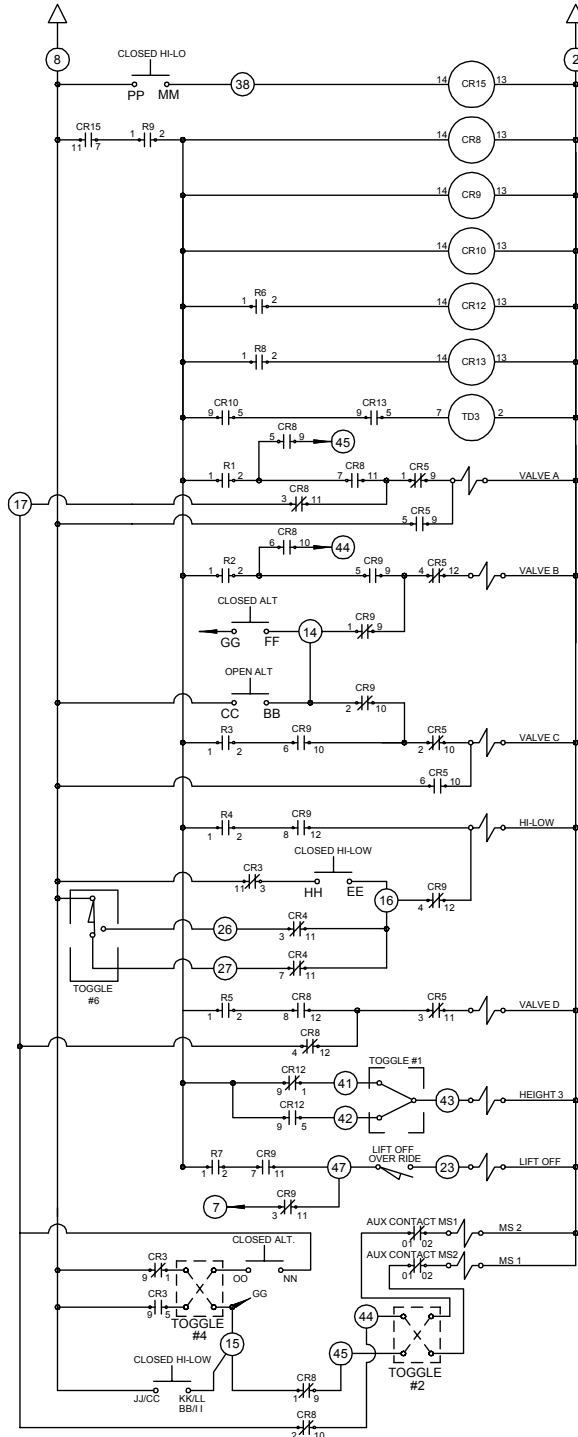 8
2
CLOSED HI-LO
PP MM
38
14 CR15 13
CR15
11 7
R9
1 2
14 CR8 13
14 CR9 13
14 CR10 13
R6
1 2
14 CR12 13
R8
1 2
14 CR13 13
CR10
9 5
CR13
9 5
7 TD3 2
CR8
5 9
45
R1
1 2
CR8
7 11
CR5
1 9
VALVE A
17
CR8
3 11
CR5
5 9
CR8
6 10
44
R2
1 2
CR9
5 9
CR5
4 12
VALVE B
CLOSED ALT
GG FF
14
CR9
1 9
OPEN ALT
CC BB
CR9
2 10
R3
1 2
CR9
6 10
CR5
2 10
VALVE C
CR5
6 10
R4
1 2
CR9
8 12
HI-LOW
CLOSED HI-LOW
CR3
11 3
HH EE
16
CR9
4 12
26
CR4
3 11
27
CR4
7 11
TOGGLE
#6
R5
1 2
CR8
8 12
CR5
3 11
VALVE D
CR8
4 12
CR12
9 1
41
TOGGLE #1
43
HEIGHT 3
CR12
9 5
42
R7
1 2
CR9
7 11
47
LIFT OFF
OVER RIDE
23
LIFT OFF
7
CR9
3 11
AUX CONTACT MS1
01 02
MS 2
AUX CONTACT MS2
01 02
MS 1
CLOSED ALT.
OO NN
CR3
9 1
CR3
9 5
GG
TOGGLE
#4
15
44
45
TOGGLE
#2
CLOSED HI-LOW
JJ/CC KK/LL
BB/I I
CR8
1 9
CR8
2 10